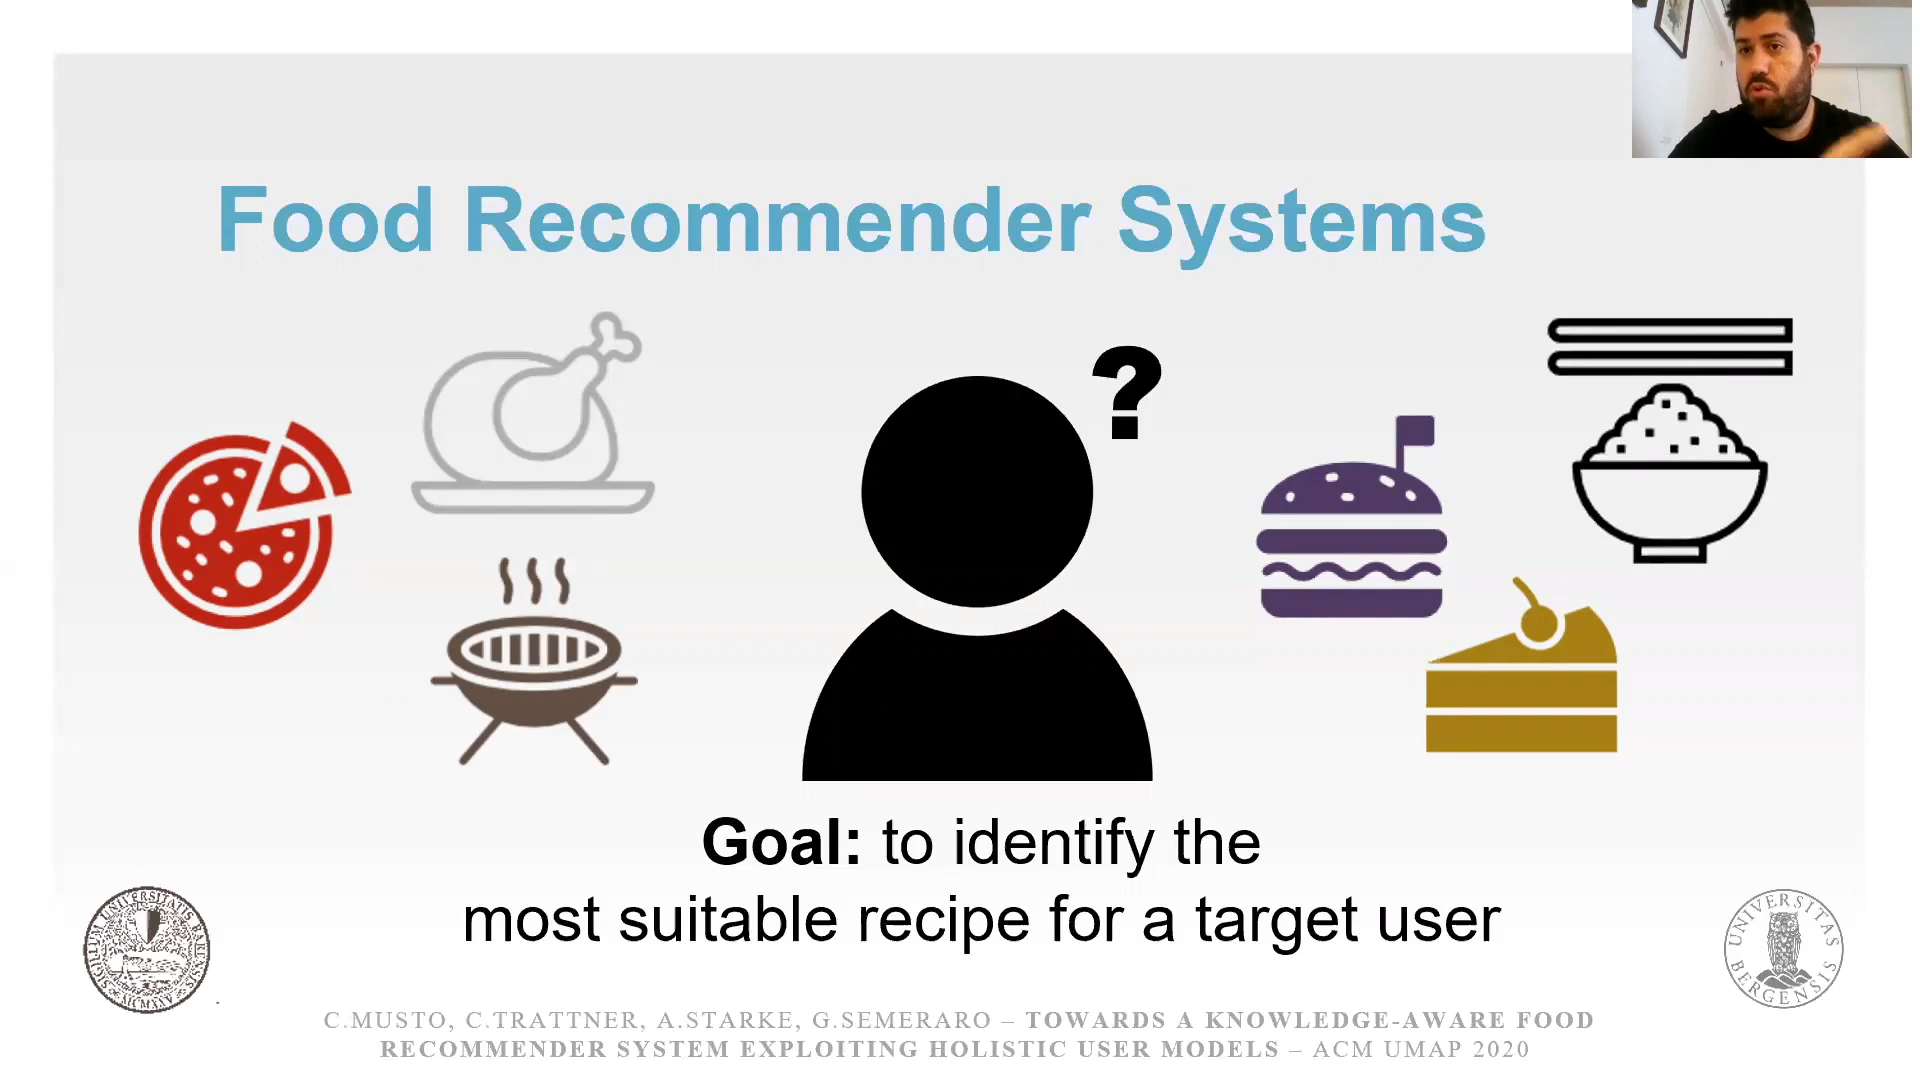 Food Recommender Systems
?
Goal: to identify the
most suitable recipe for a target user
UNIVERSITAS
BERGENSIS
C.MUSTO, C.TRATTNER, A.STARKE, G.SEMERARO – TOWARDS A KNOWLEDGE-AWARE FOOD
RECOMMENDER SYSTEM EXPLOITING HOLISTIC USER MODELS – ACM UMAP 2020